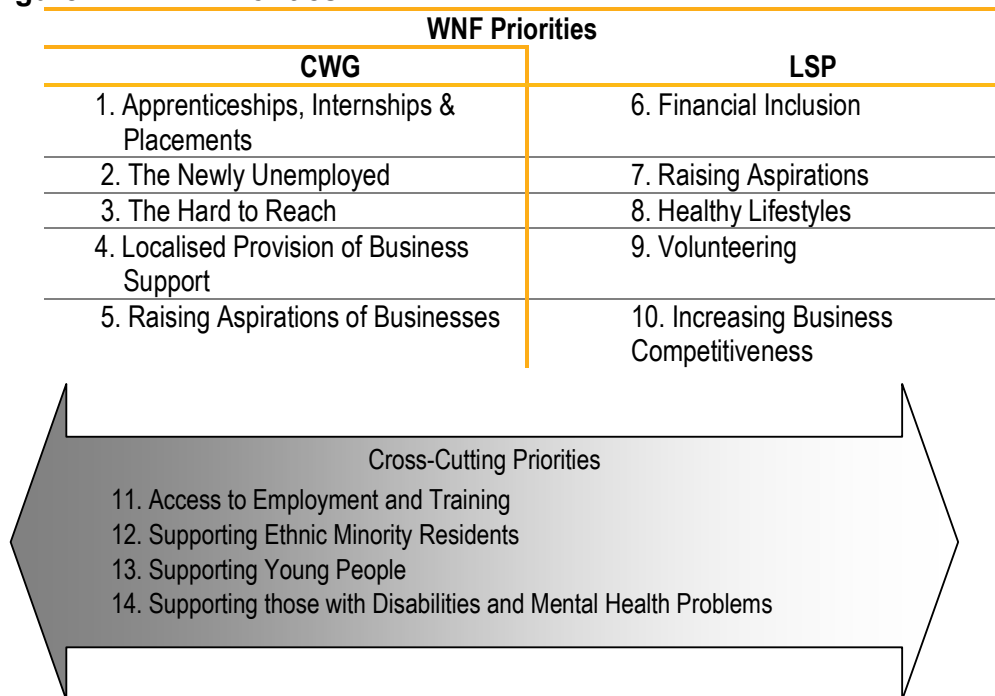 WNF Priorities
CWG
LSP
1. Apprenticeships, Internships &
Placements
6. Financial Inclusion
2. The Newly Unemployed
7. Raising Aspirations
3. The Hard to Reach
8. Healthy Lifestyles
4. Localised Provision of Business
Support
9. Volunteering
5. Raising Aspirations of Businesses
10. Increasing Business
Competitiveness
Cross-Cutting Priorities
11. Access to Employment and Training
12. Supporting Ethnic Minority Residents
13. Supporting Young People
14. Supporting those with Disabilities and Mental Health Problems